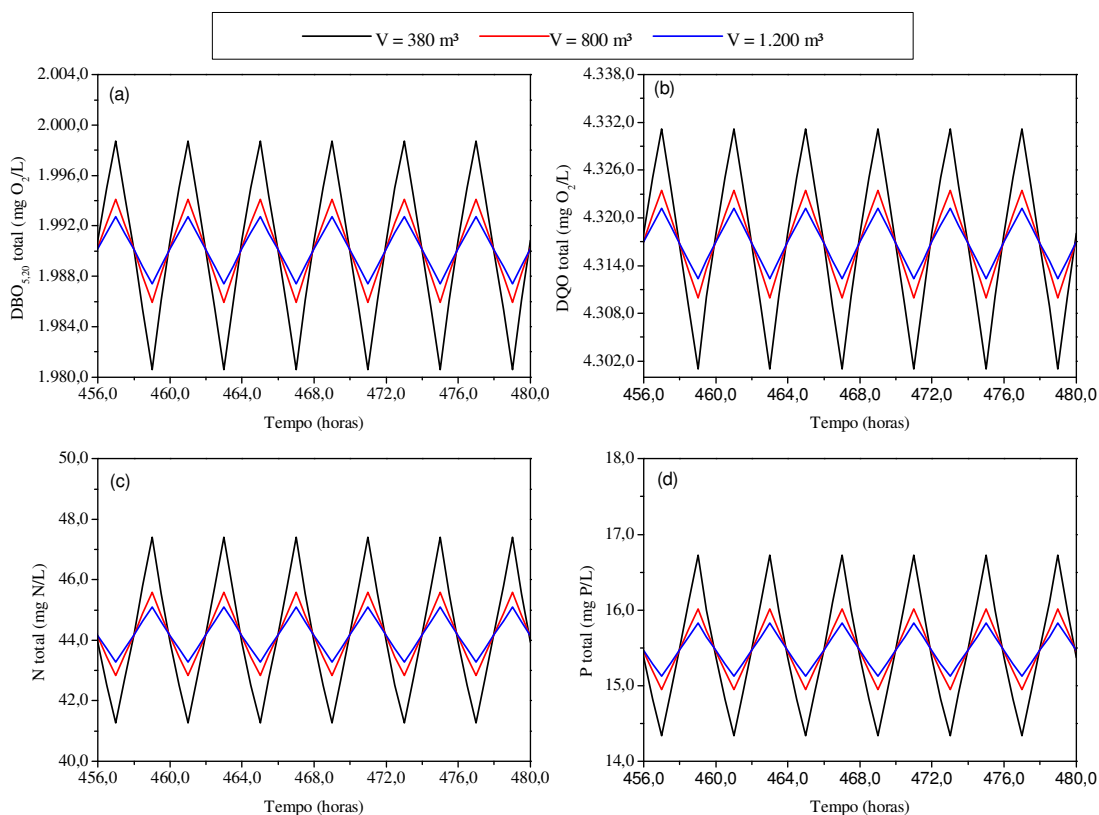 V = 380 m³ V = 800 m³ V = 1.200 m³
(a)
2.004,0
2.000,0
1.996,0
1.992,0
1.988,0
1.984,0
1.980,0
DBO5,20 total (mg O2/L)
456,0 460,0 464,0 468,0 472,0 476,0 480,0
Tempo (horas)
(b)
4.338,0
4.332,0
4.326,0
4.320,0
4.314,0
4.308,0
4.302,0
DQO total (mg O2/L)
456,0 460,0 464,0 468,0 472,0 476,0 480,0
Tempo (horas)
(c)
50,0
48,0
46,0
44,0
42,0
40,0
N total (mg N/L)
456,0 460,0 464,0 468,0 472,0 476,0 480,0
Tempo (horas)
(d)
18,0
17,0
16,0
15,0
14,0
P total (mg P/L)
456,0 460,0 464,0 468,0 472,0 476,0 480,0
Tempo (horas)